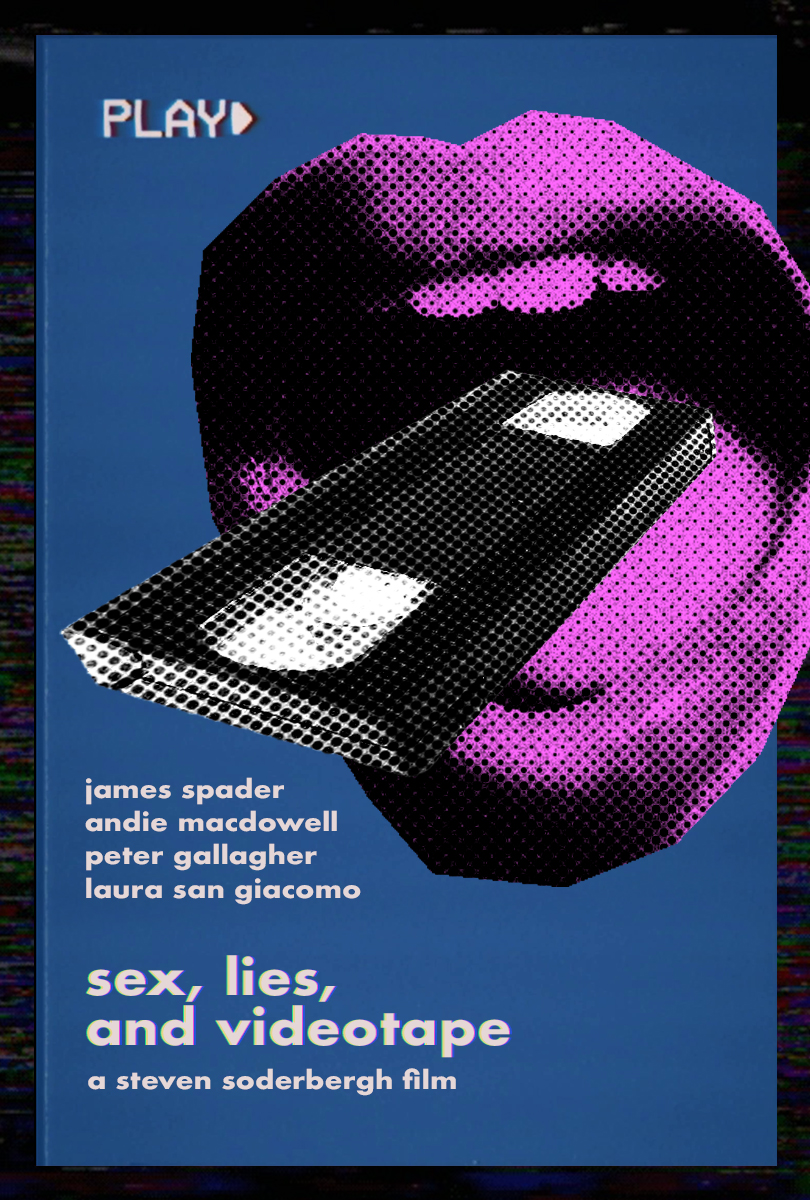 PLAY
james spader
andie macdowell
peter gallagher
laura san giacomo
sex, lies,
and videotape
a steven soderbergh film